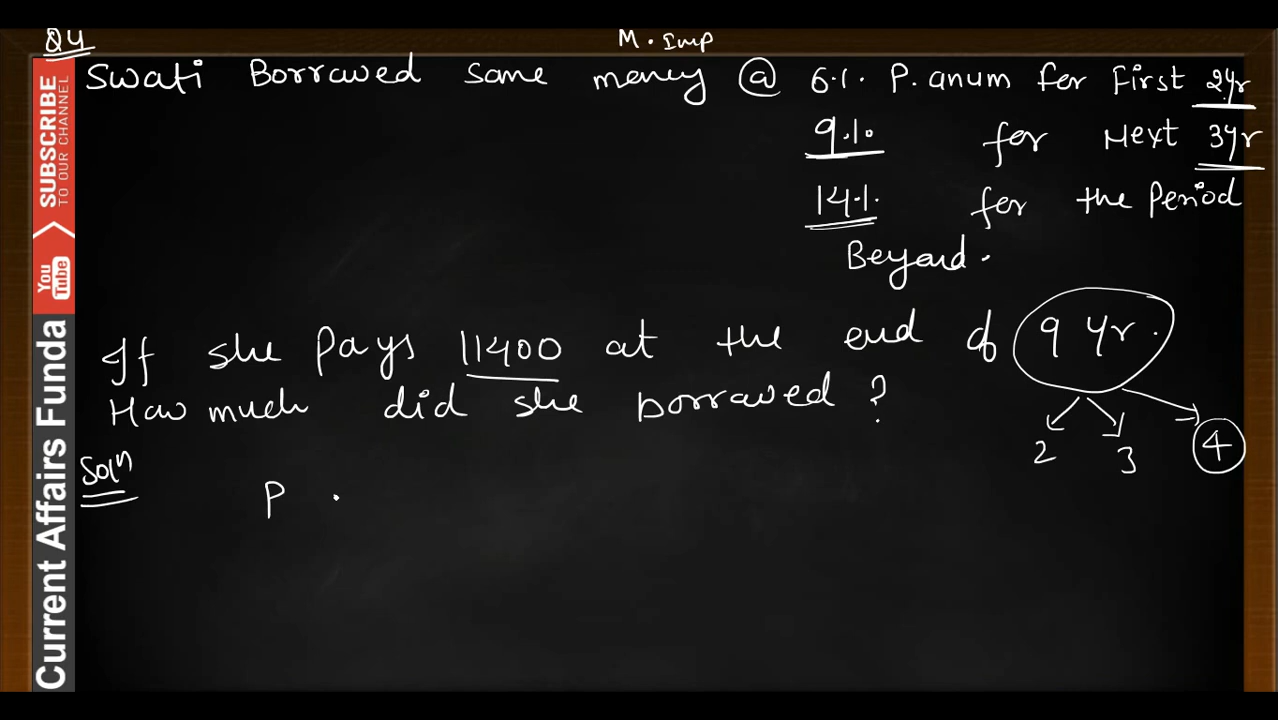 Q4
M. Imp
Swati Borrowed some money @ 6% P. anum for first 2yr
9% for Next 3yr
14% for the Period
Beyond.
If she Pays 11400 at the end of 9 yr.
How much did she borrowed ?
2 3 4
Solⁿ
P .
SUBSCRIBE
TO OUR CHANNEL
You Tube
Current Affairs Funda